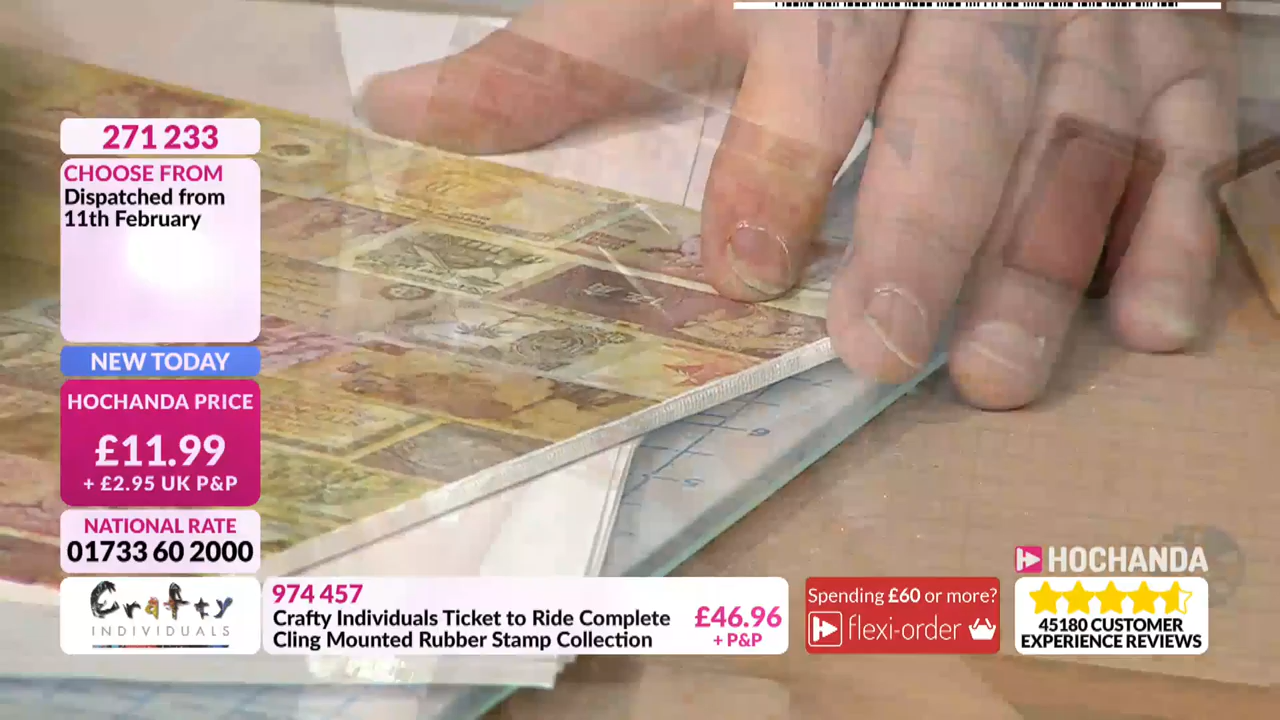 271 233
CHOOSE FROM
Dispatched from
11th February
NEW TODAY
HOCHANDA PRICE
£11.99
+ £2.95 UK P&P
NATIONAL RATE
01733 60 2000
Crafty
INDIVIDUALS
974 457
Crafty Individuals Ticket to Ride Complete
Cling Mounted Rubber Stamp Collection
£46.96
+ P&P
Spending £60 or more?
flexi-order
HOCHANDA
45180 CUSTOMER
EXPERIENCE REVIEWS
6
5